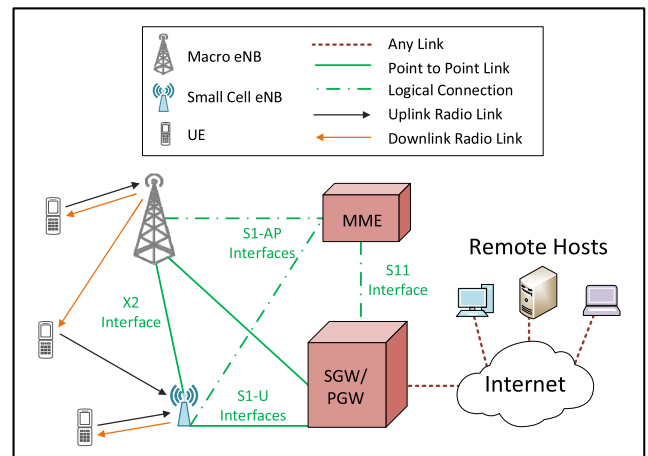 Macro eNB
Small Cell eNB
UE
Any Link
Point to Point Link
Logical Connection
Uplink Radio Link
Downlink Radio Link
MME
S1-AP
Interfaces
Remote Hosts
S11
Interface
X2
Interface
SGW/
PGW
Internet
S1-U
Interfaces